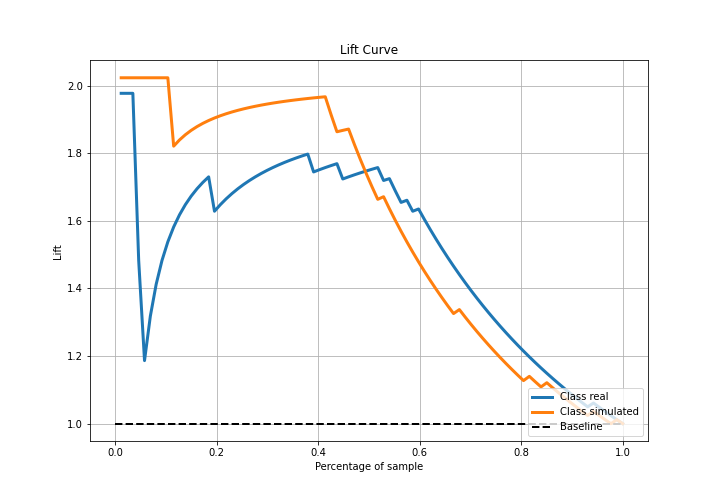 Lift Curve
Lift
2.0
1.8
1.6
1.4
1.2
1.0
0.0 0.2 0.4 0.6 0.8 1.0
Percentage of sample
Class real
Class simulated
Baseline